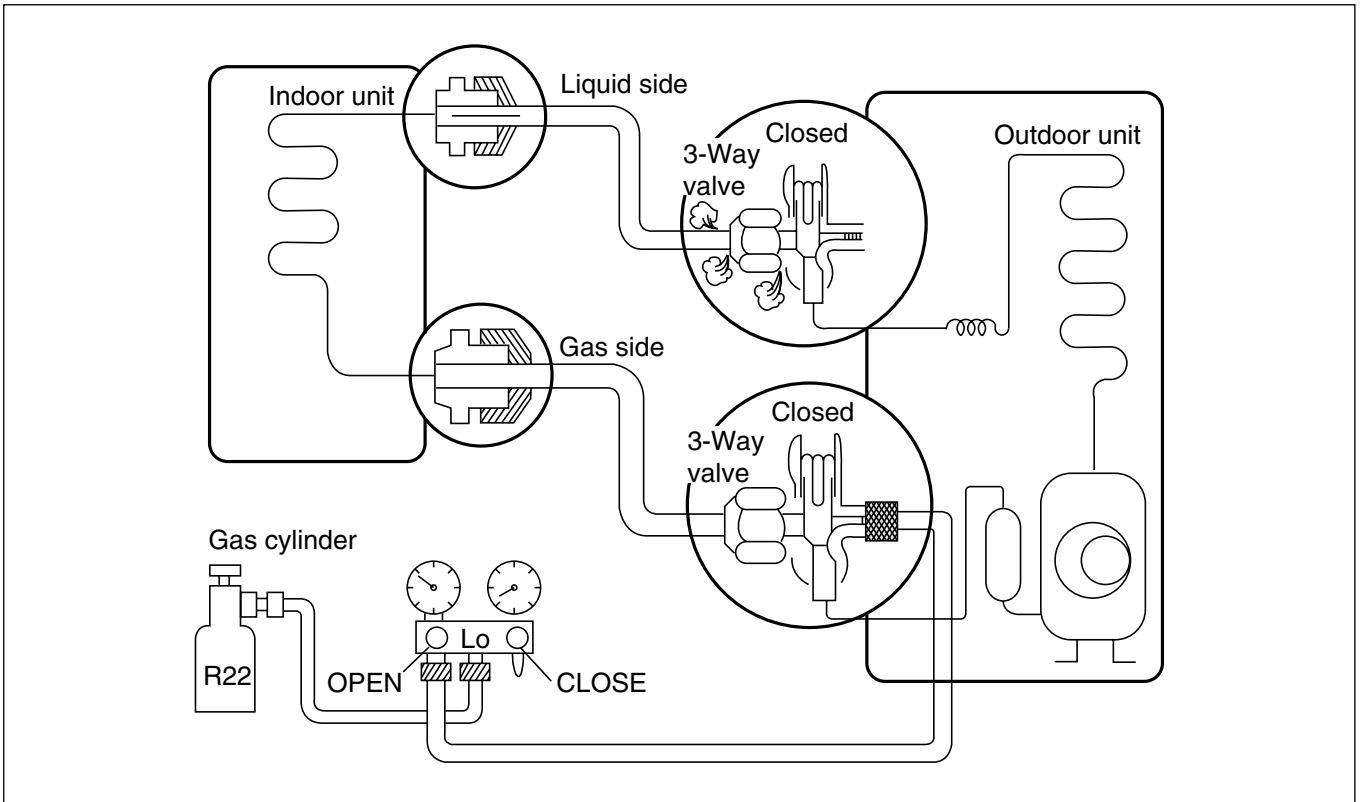 Indoor unit
Liquid side
Closed
3-Way
valve
Outdoor unit
Gas side
Closed
3-Way
valve
Gas cylinder
R22
Lo
OPEN
CLOSE